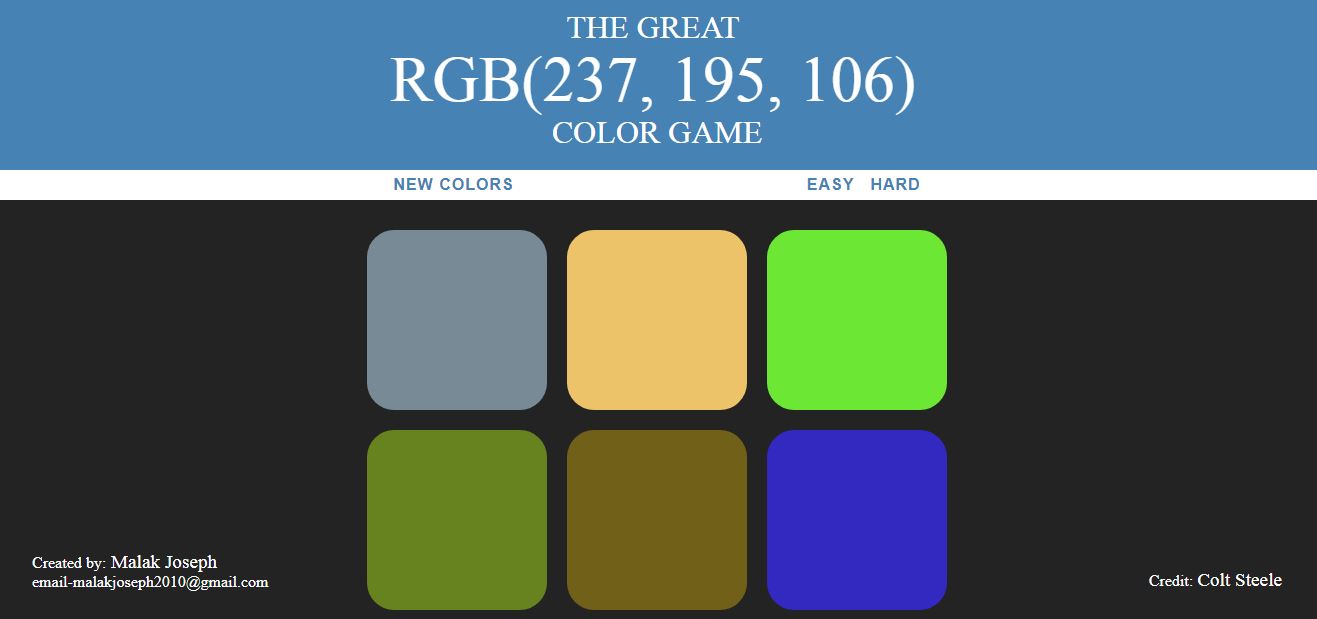 THE GREAT
RGB(237, 195, 106)
COLOR GAME
NEW COLORS
EASY HARD
Created by: Malak Joseph
email-malakjoseph2010@gmail.com
Credit: Colt Steele